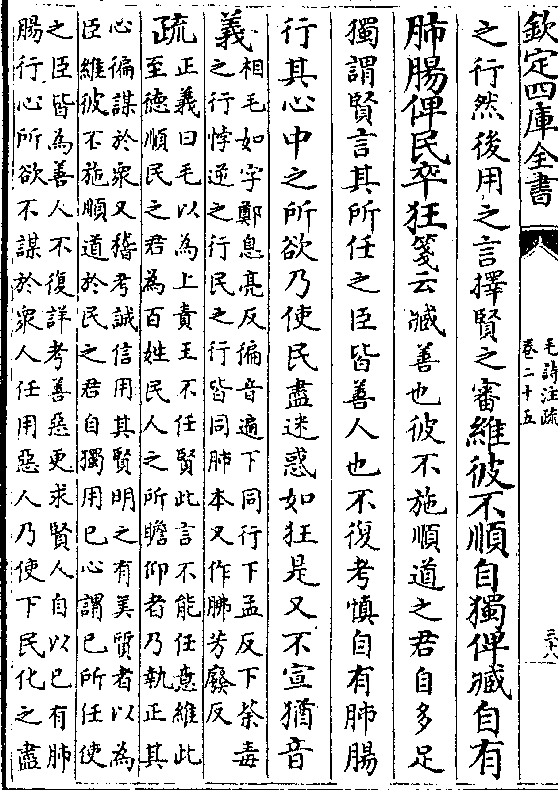 欽定四庫全書
毛詩注疏
卷二十五
三十八
之行然後用之言擇賢之審維彼不順自獨俾臧自有
肺腸俾民卒狂箋云臧善也彼不施順道之君自多足
獨謂賢言其所任之臣皆善人也不復考慎自有肺腸
行其心中之所欲乃使民盡迷惑如狂是又不宣猶音
義相毛如字鄭息亮反徧音遍下同行下孟反下荼毒
之行悖逆之行民之行皆同肺本又作胇芳廢反
疏正義曰毛以為上責王不任賢此言不能任意維此
至德順民之君為百姓民人之所瞻仰者乃執正其
心徧謀於衆又稽考誠信用其賢明之有美質者以為
臣維彼不施順道於民之君自獨用已心謂已所任使
之臣皆為善人不復詳考善惡更求賢人自以已有肺
腸行心所欲不謀於衆人任用惡人乃使下民化之盡